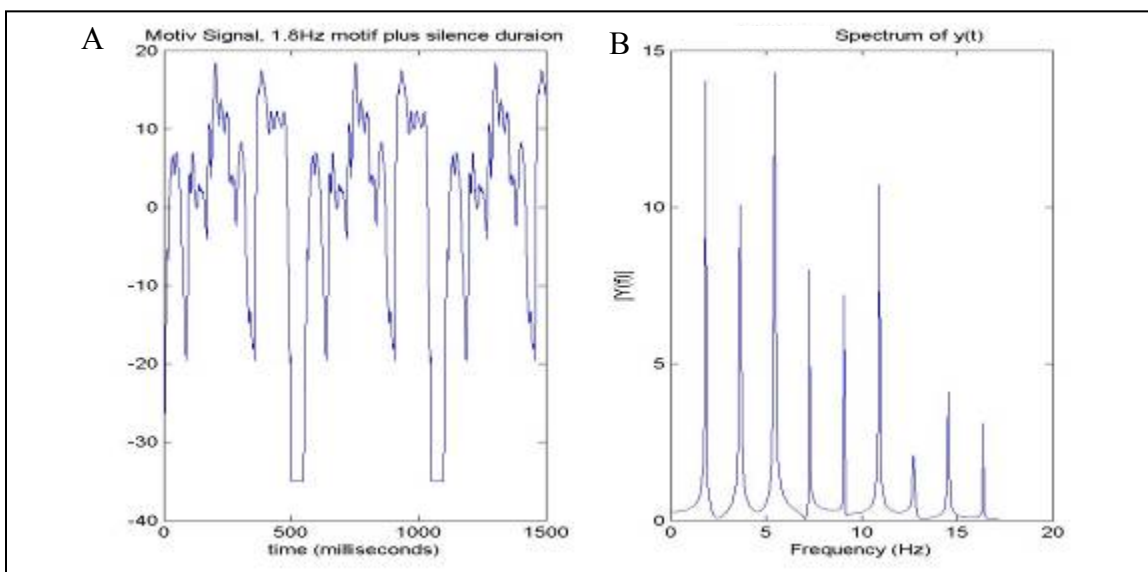 A
Motiv Signal, 1.8Hz motif plus silence duraion
20
10
0
-10
-20
-30
-40
0
500
1000
1500
time (milliseconds)
B
Spectrum of y(t)
15
10
5
0
|Y(f)|
0
5
10
15
20
Frequency (Hz)